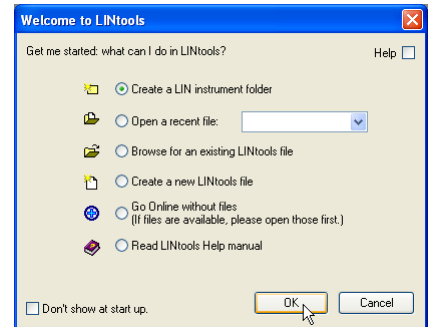 Welcome to LINtools
Get me started: what can I do in LINtools?
Help
Create a LIN instrument folder
Open a recent file:
Browse for an existing LINtools file
Create a new LINtools file
Go Online without files
(If files are available, please open those first.)
Read LINtools Help manual
Don't show at start up.
OK
Cancel